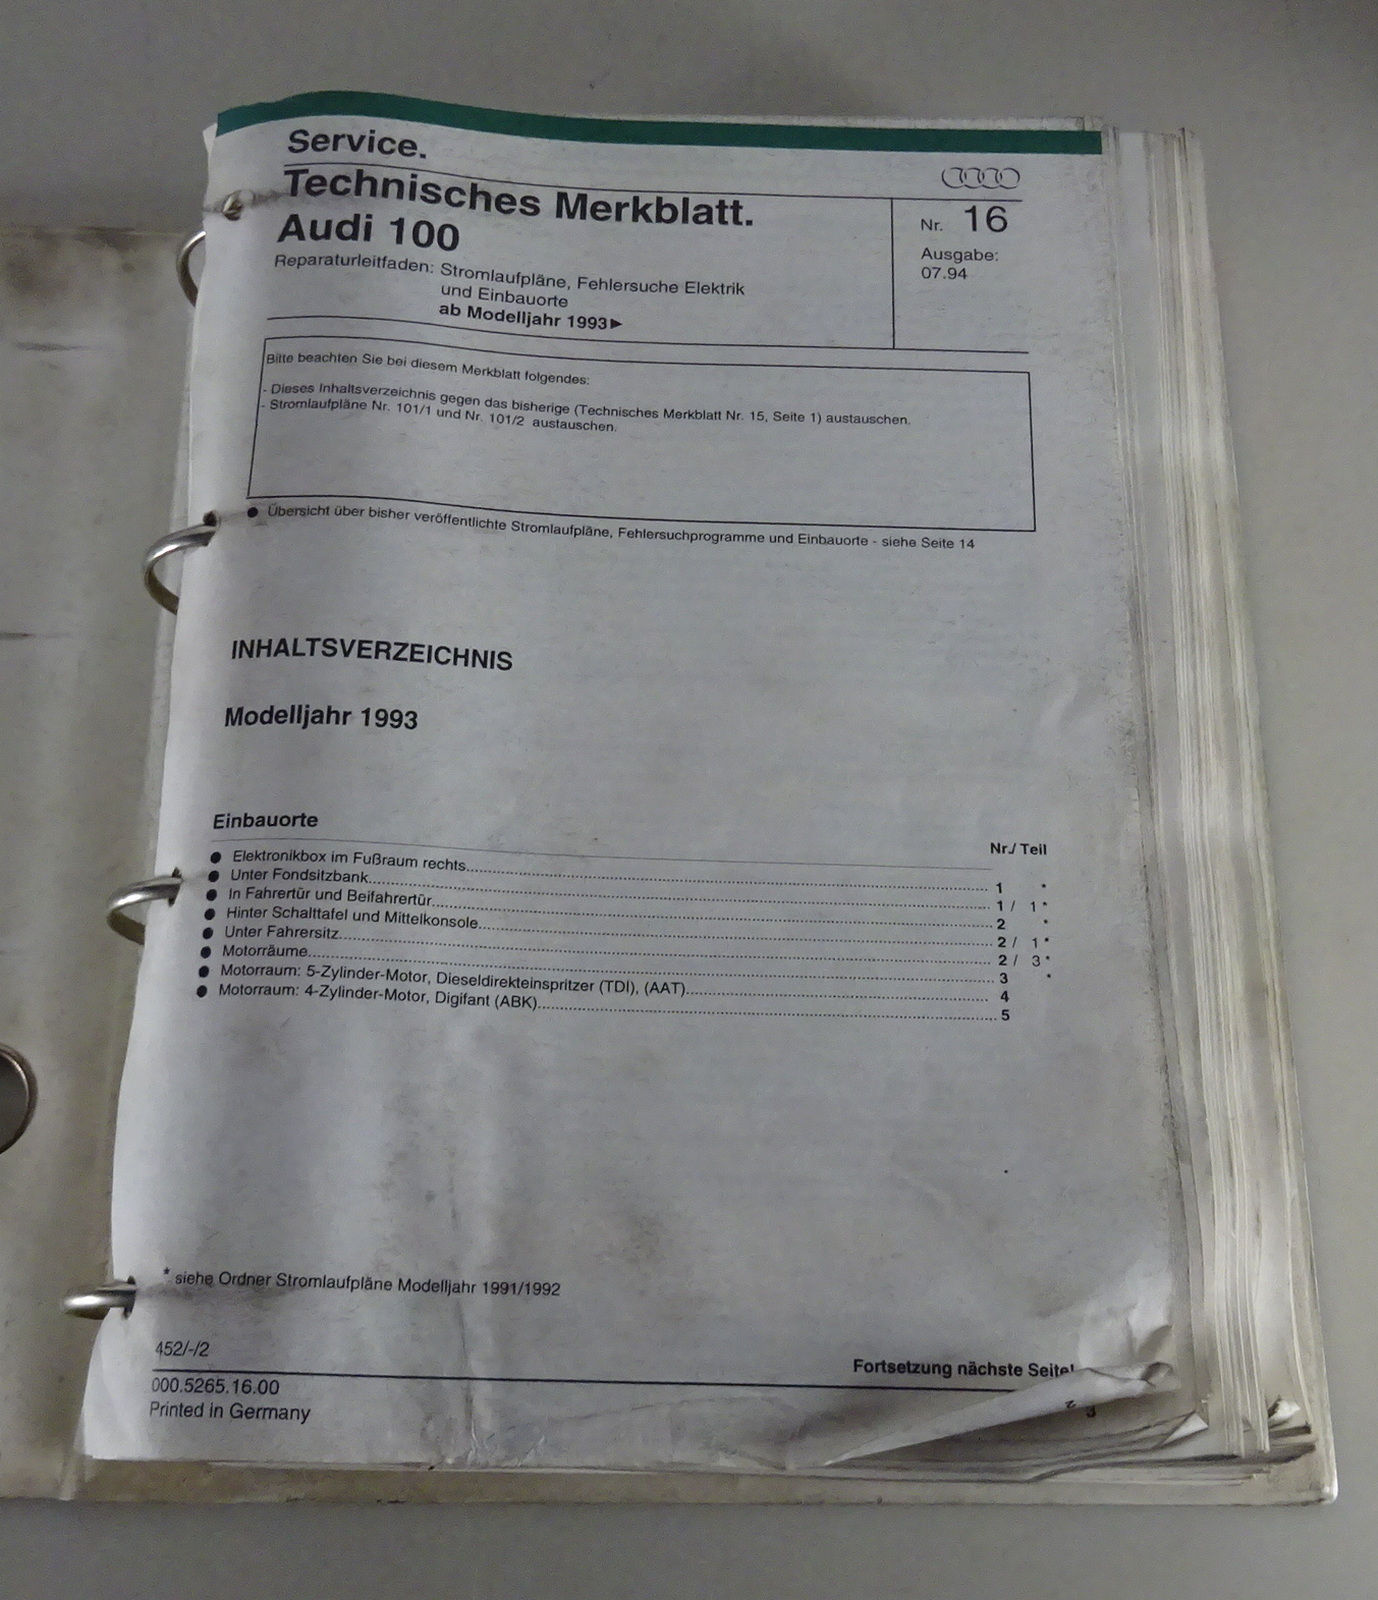 Service.
Technisches Merkblatt.
Audi 100
Reparaturleitfaden: Stromlaufpläne, Fehlersuche Elektrik
und Einbauorte
ab Modelljahr 1993►
Nr. 16
Ausgabe:
07.94
Bitte beachten Sie bei diesem Merkblatt folgendes:
- Dieses Inhaltsverzeichnis gegen das bisherige (Technisches Merkblatt Nr. 15, Seite 1) austauschen.
- Stromlaufpläne Nr. 101/1 und Nr. 101/2 austauschen.
● Übersicht über bisher veröffentlichte Stromlaufpläne, Fehlersuchprogramme und Einbauorte - siehe Seite 14
INHALTSVERZEICHNIS
Modelljahr 1993
Einbauorte
Nr./ Teil
● Elektronikbox im Fußraum rechts........ 1 *
● Unter Fondsitzbank........ 1 / 1 *
● In Fahrertür und Beifahrertür........ 2 *
● Hinter Schalttafel und Mittelkonsole........ 2 / 1 *
● Unter Fahrersitz........ 2 / 3 *
● Motorräume........ 3 *
● Motorraum: 5-Zylinder-Motor, Dieseldirekteinspritzer (TDI), (AAT)........ 4
● Motorraum: 4-Zylinder-Motor, Digifant (ABK)........ 5
* siehe Ordner Stromlaufpläne Modelljahr 1991/1992
452/-/2
Fortsetzung nächste Seite!
000.5265.16.00
Printed in Germany